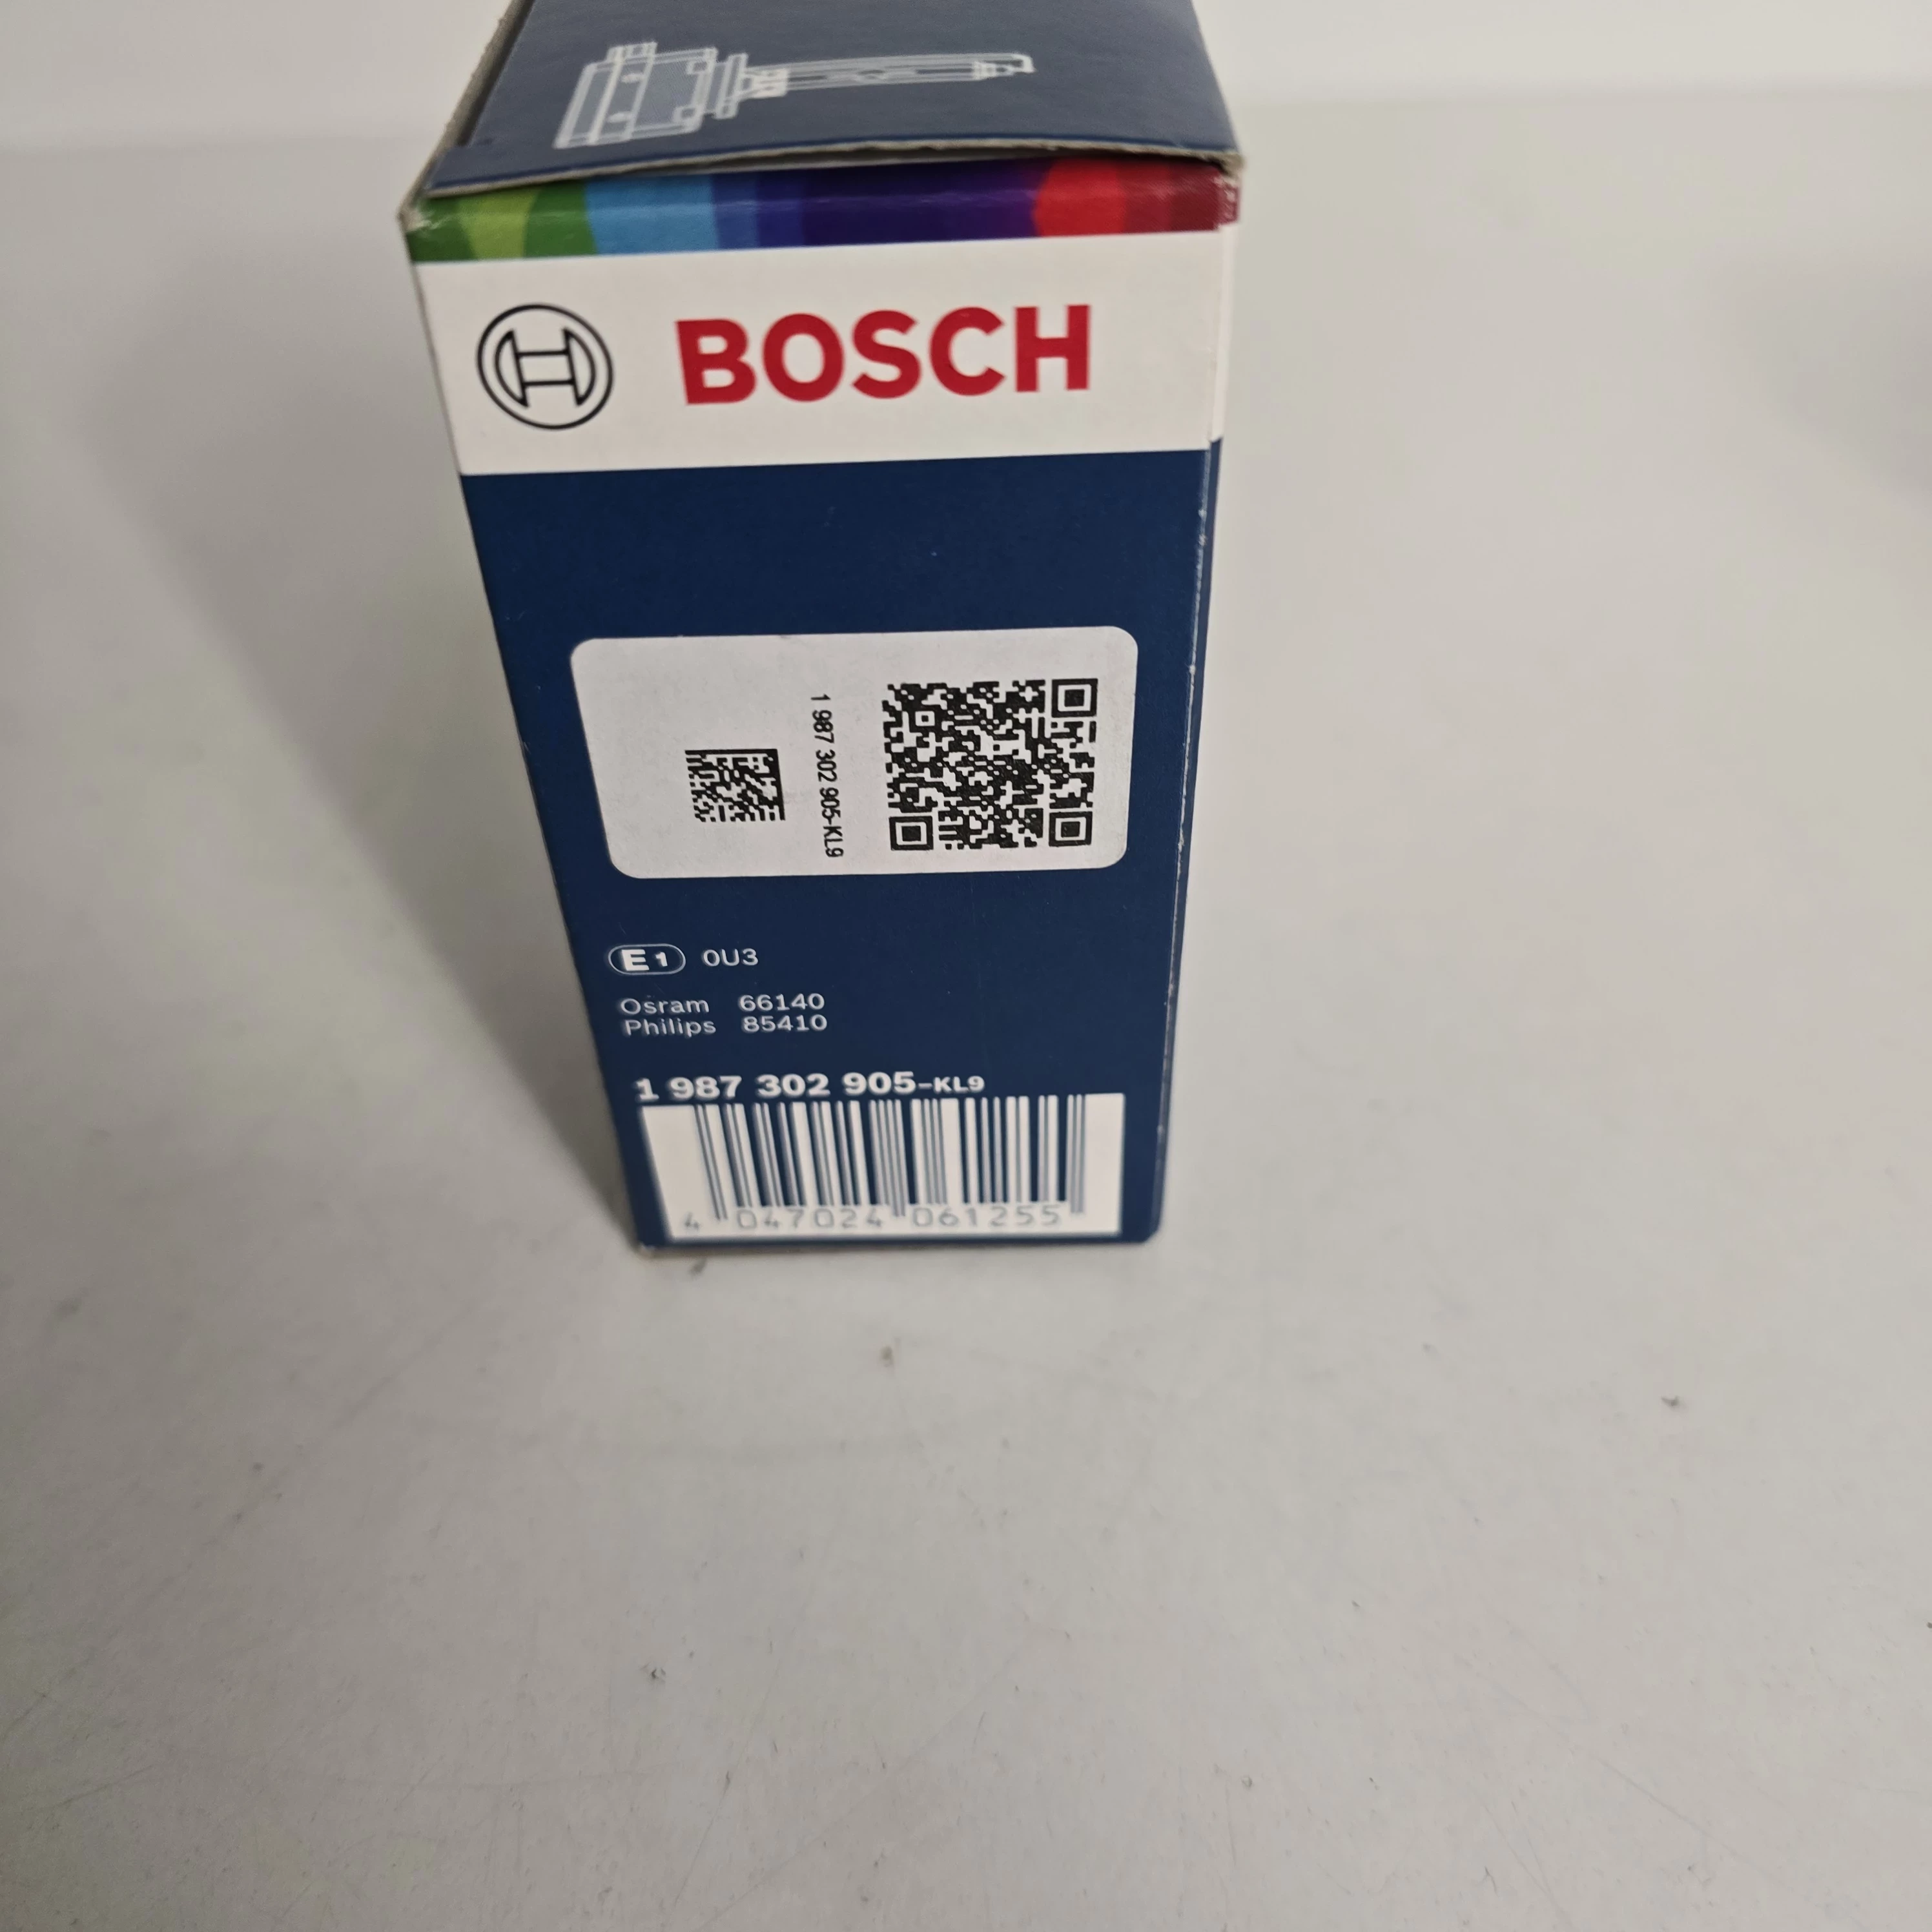 BOSCH
1 987 302 905-KL9
E1 0U3
Osram 66140
Philips 85410
1 987 302 905-KL9
4 047024 061255